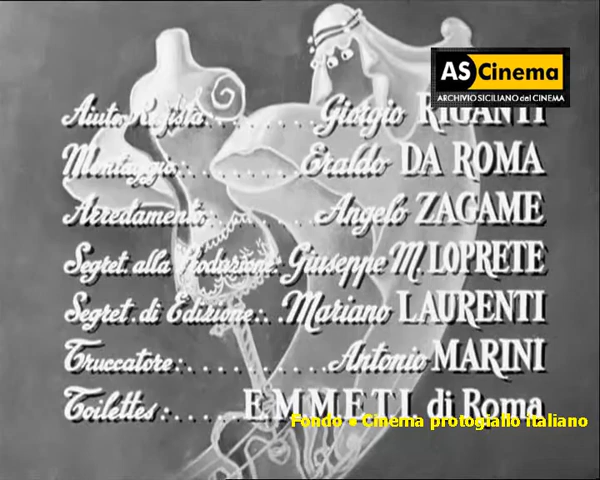 AS Cinema
ARCHIVIO SICILIANO del CINEMA
Aiuto Regista........Giorgio RIGANTI
Montaggio:........Eraldo DA ROMA
Arredamento:.......Angelo ZAGAME
Segret. alla Produzione: Giuseppe M. LOPRETE
Segret. di Edizione:..Mariano LAURENTI
Truccatore:..........Antonio MARINI
Toilettes:.....EMMETI di Roma
Fondo • Cinema protogiallo italiano